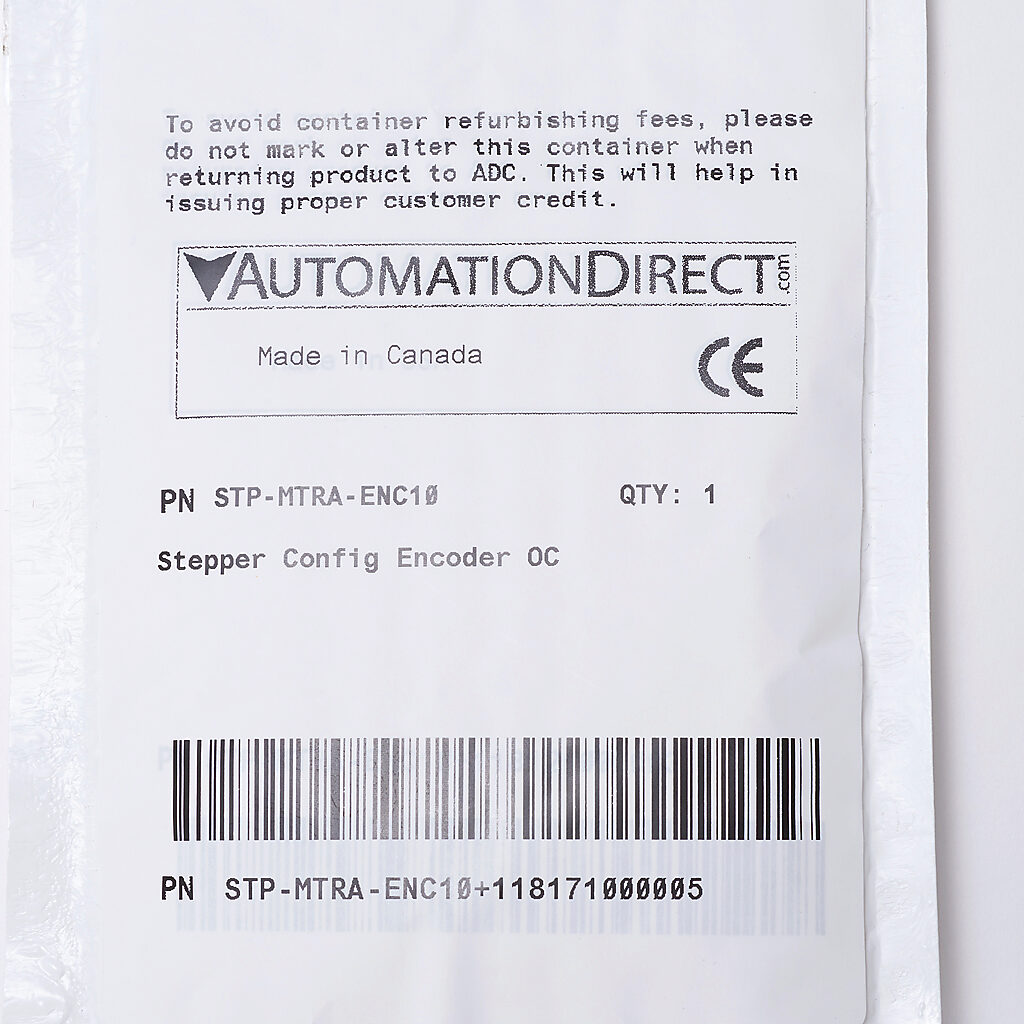 To avoid container refurbishing fees, please
do not mark or alter this container when
returning product to ADC. This will help in
issuing proper customer credit.
AUTOMATIONDIRECT.com
Made in Canada CE
PN STP-MTRA-ENC10 QTY: 1
Stepper Config Encoder OC
PN STP-MTRA-ENC10+118171000005